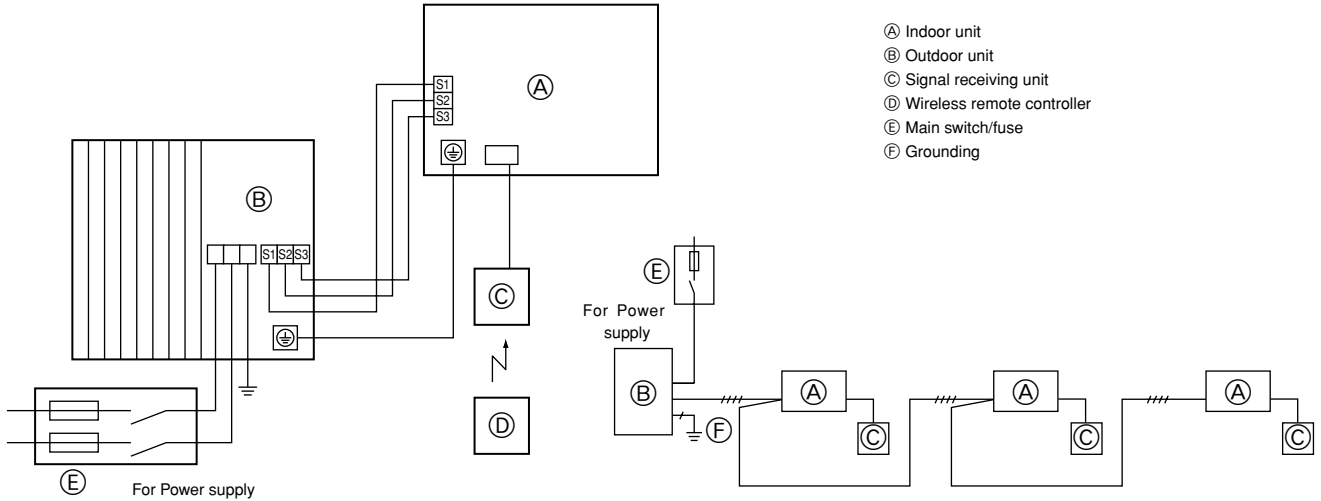 S1
S2
S3
Ⓐ
Ⓑ
S1 S2 S3
Ⓒ
Ⓓ
Ⓔ
For Power supply
Ⓐ Indoor unit
Ⓑ Outdoor unit
Ⓒ Signal receiving unit
Ⓓ Wireless remote controller
Ⓔ Main switch/fuse
Ⓕ Grounding
Ⓔ
For Power
supply
Ⓑ
Ⓕ
Ⓐ
Ⓒ
Ⓐ
Ⓒ
Ⓐ
Ⓒ